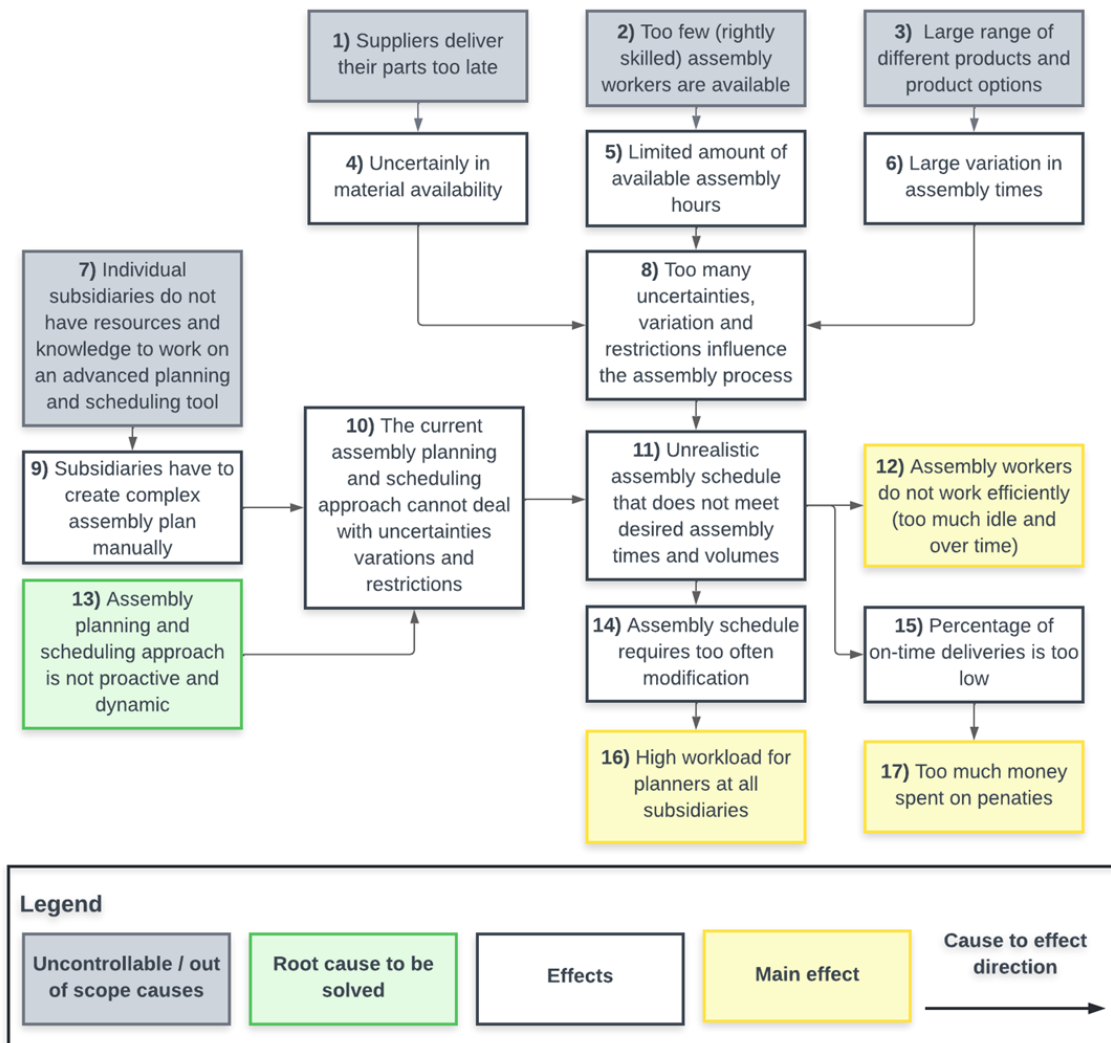 1) Suppliers deliver
their parts too late
2) Too few (rightly
skilled) assembly
workers are available
3) Large range of
different products and
product options
4) Uncertainly in
material availability
5) Limited amount of
available assembly
hours
6) Large variation in
assembly times
7) Individual
subsidiaries do not
have resources and
knowledge to work on
an advanced planning
and scheduling tool
8) Too many
uncertainties,
variation and
restrictions influence
the assembly process
9) Subsidiaries have to
create complex
assembly plan
manually
10) The current
assembly planning
and scheduling
approach cannot deal
with uncertainties
varations and
restrictions
11) Unrealistic
assembly schedule
that does not meet
desired assembly
times and volumes
12) Assembly workers
do not work efficiently
(too much idle and
over time)
13) Assembly
planning and
scheduling approach
is not proactive and
dynamic
14) Assembly schedule
requires too often
modification
15) Percentage of
on-time deliveries is too
low
16) High workload for
planners at all
subsidiaries
17) Too much money
spent on penaties
Legend
Uncontrollable / out
of scope causes
Root cause to be
solved
Effects
Main effect
Cause to effect
direction